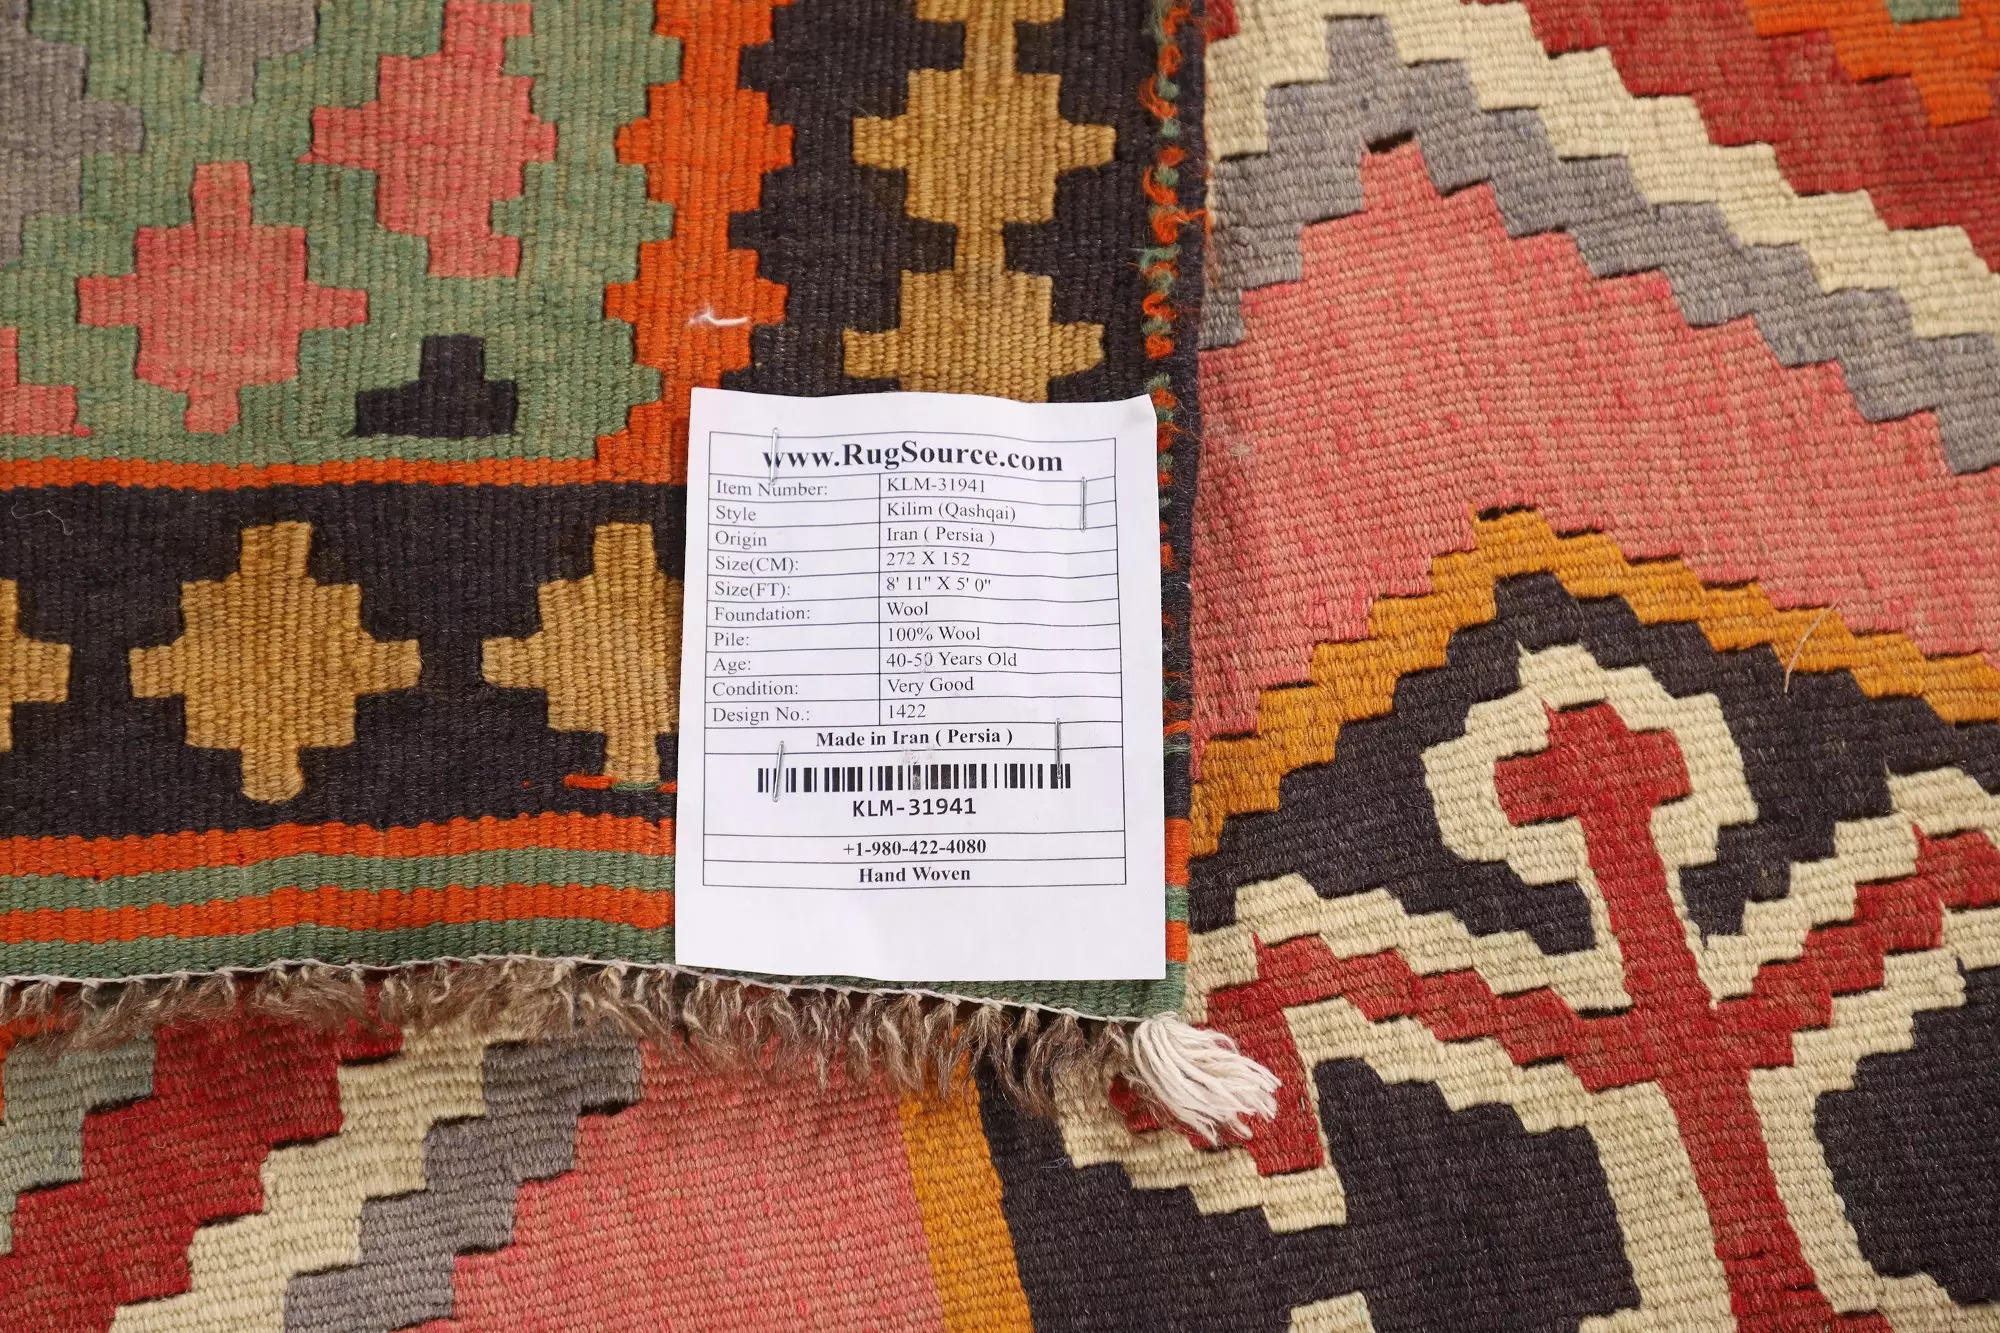 www.RugSource.com
Item Number: KLM-31941
Style Kilim (Qashqai)
Origin Iran ( Persia )
Size(CM): 272 X 152
Size(FT): 8' 11" X 5' 0"
Foundation: Wool
Pile: 100% Wool
Age: 40-50 Years Old
Condition: Very Good
Design No.: 1422
Made in Iran ( Persia )
KLM-31941
+1-980-422-4080
Hand Woven